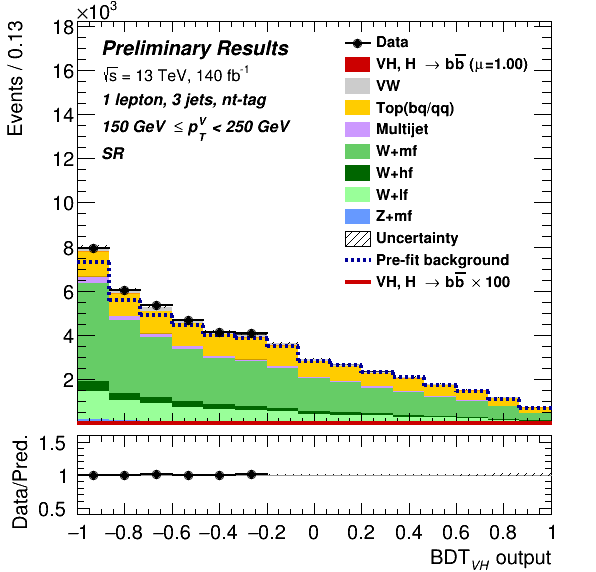 ×10³
Events / 0.13
18
16
14
12
10
8
6
4
2
Preliminary Results
√s = 13 TeV, 140 fb⁻¹
1 lepton, 3 jets, nt-tag
150 GeV ≤ p_T^V < 250 GeV
SR
Data
VH, H → bb̅ (μ=1.00)
VW
Top(bq/qq)
Multijet
W+mf
W+hf
W+lf
Z+mf
Uncertainty
Pre-fit background
VH, H → bb̅ × 100
Data/Pred.
1.5
1
0.5
−1 −0.8 −0.6 −0.4 −0.2 0 0.2 0.4 0.6 0.8 1
BDT_VH output